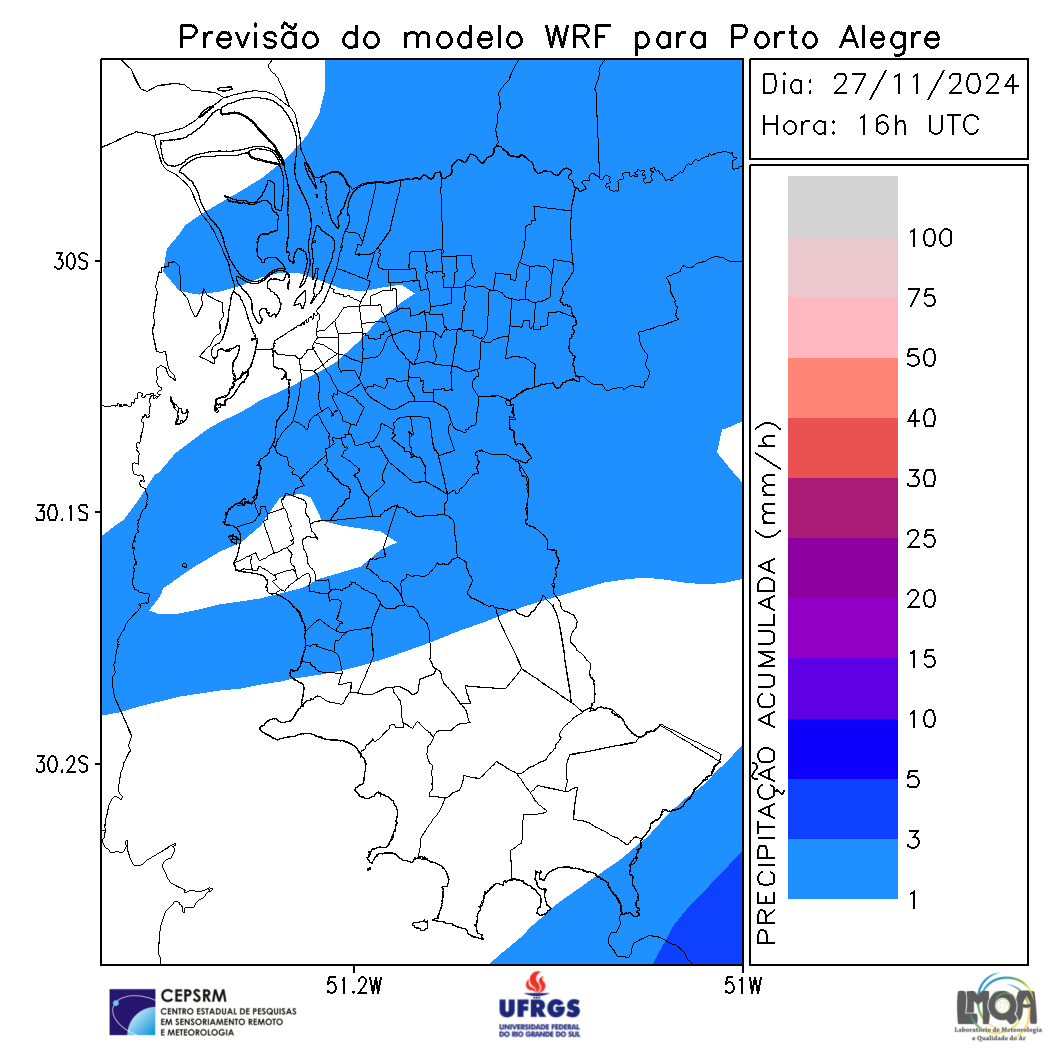 Previsão do modelo WRF para Porto Alegre
Dia: 27/11/2024
Hora: 16h UTC
30S
30.1S
30.2S
51.2W
51W
PRECIPITAÇÃO ACUMULADA (mm/h)
100
75
50
40
30
25
20
15
10
5
3
1
CEPSRM
CENTRO ESTADUAL DE PESQUISAS
EM SENSORIAMENTO REMOTO
E METEOROLOGIA
UFRGS
UNIVERSIDADE FEDERAL
DO RIO GRANDE DO SUL
LMQA
Laboratório de Meteorologia
e Qualidade do Ar